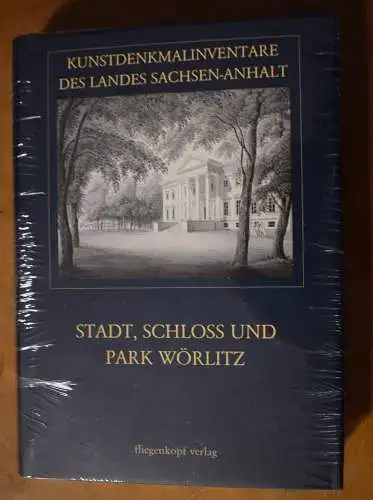 KUNSTDENKMALINVENTARE
DES LANDES SACHSEN-ANHALT
STADT, SCHLOSS UND
PARK WÖRLITZ
fliegenkopf verlag